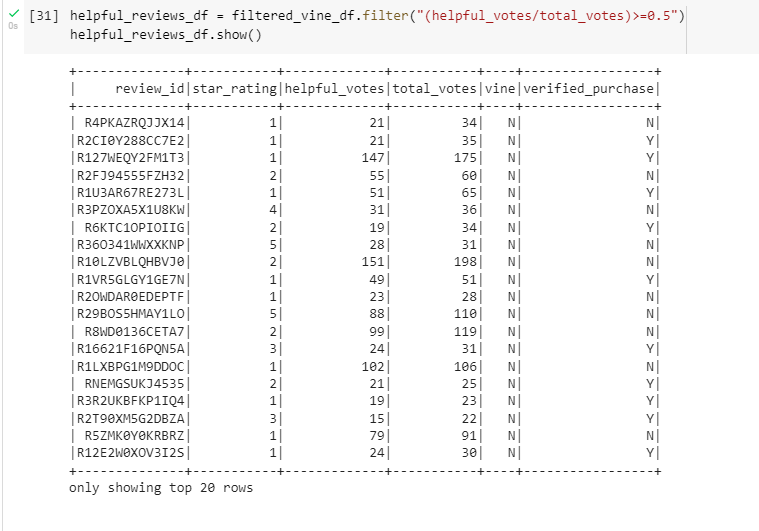 [31] helpful_reviews_df = filtered_vine_df.filter("(helpful_votes/total_votes)>=0.5")
0s
helpful_reviews_df.show()
+--------------+-----------+-------------+-----------+----+-----------------+
|     review_id|star_rating|helpful_votes|total_votes|vine|verified_purchase|
+--------------+-----------+-------------+-----------+----+-----------------+
| R4PKAZRQJJX14|          1|           21|         34|   N|                N|
|R2CI0Y288CC7E2|          1|           21|         35|   N|                Y|
|R127WEQY2FM1T3|          1|          147|        175|   N|                Y|
|R2FJ94555FZH32|          2|           55|         60|   N|                N|
|R1U3AR67RE273L|          1|           51|         65|   N|                Y|
|R3PZOXA5X1U8KW|          4|           31|         36|   N|                N|
| R6KTC1OPIOIIG|          2|           19|         34|   N|                Y|
|R36O341WWXXKNP|          5|           28|         31|   N|                N|
|R10LZVBLQHBVJ0|          2|          151|        198|   N|                N|
|R1VR5GLGY1GE7N|          1|           49|         51|   N|                Y|
|R2OWDAR0EDEPTF|          1|           23|         28|   N|                N|
|R29BOS5HMAY1LO|          5|           88|        110|   N|                N|
| R8WD0136CETA7|          2|           99|        119|   N|                N|
|R16621F16PQN5A|          3|           24|         31|   N|                Y|
|R1LXBPG1M9DDOC|          1|          102|        106|   N|                N|
| RNEMGSUKJ4535|          2|           21|         25|   N|                Y|
|R3R2UKBFKP1IQ4|          1|           19|         23|   N|                Y|
|R2T90XM5G2DBZA|          3|           15|         22|   N|                Y|
| R5ZMK0Y0KRBRZ|          1|           79|         91|   N|                N|
|R12E2W0XOV3I2S|          1|           24|         30|   N|                Y|
+--------------+-----------+-------------+-----------+----+-----------------+
only showing top 20 rows